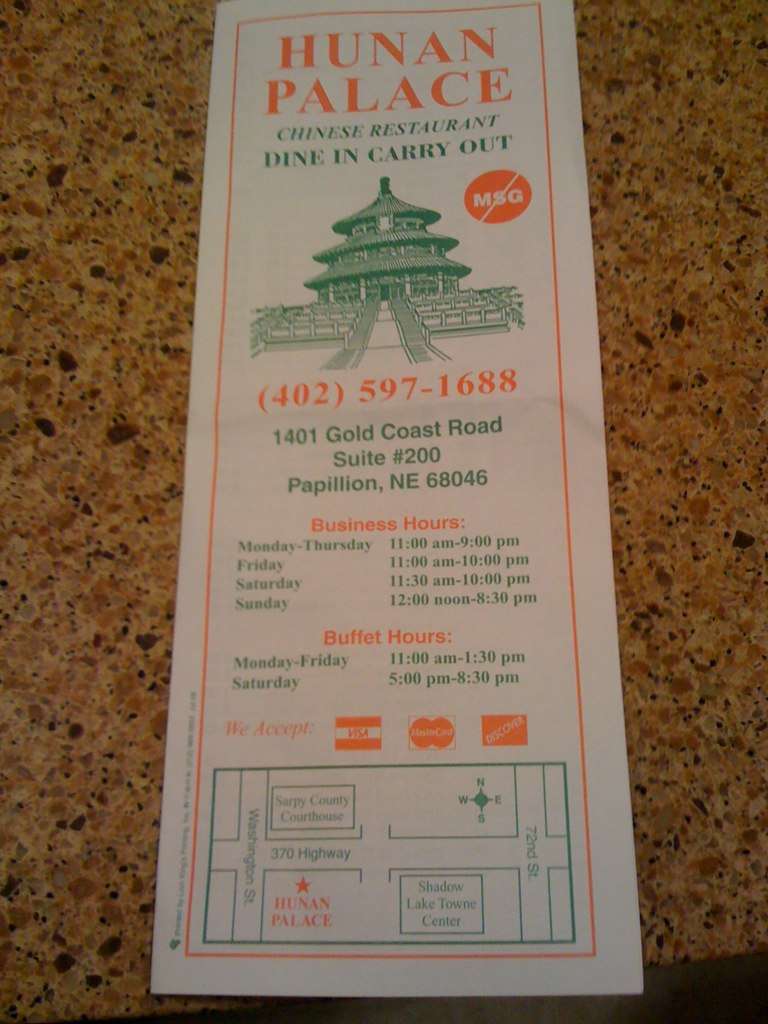 HUNAN
PALACE
CHINESE RESTAURANT
DINE IN CARRY OUT
MSG
(402) 597-1688
1401 Gold Coast Road
Suite #200
Papillion, NE 68046
Business Hours:
Monday-Thursday 11:00 am-9:00 pm
Friday 11:00 am-10:00 pm
Saturday 11:30 am-10:00 pm
Sunday 12:00 noon-8:30 pm
Buffet Hours:
Monday-Friday 11:00 am-1:30 pm
Saturday 5:00 pm-8:30 pm
We Accept: VISA MasterCard DISCOVER
Sarpy County
Courthouse
N
W E
S
Washington St.
370 Highway
72nd St.
HUNAN
PALACE
Shadow
Lake Towne
Center
Printed by